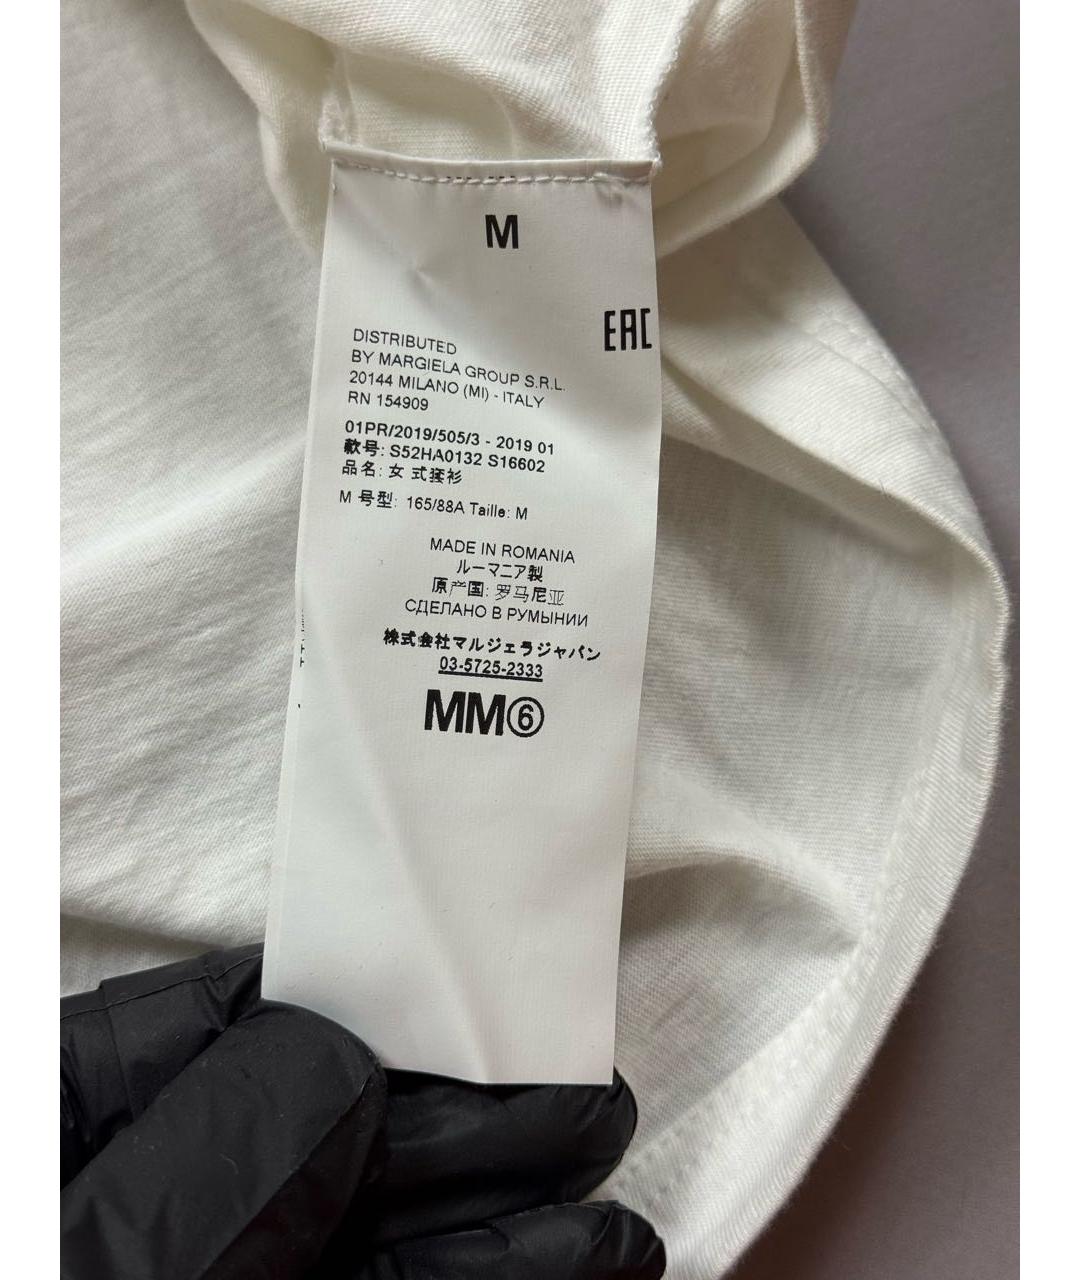 M
EAC
DISTRIBUTED
BY MARGIELA GROUP S.R.L.
20144 MILANO (MI) - ITALY
RN 154909
01PR/2019/505/3 - 2019 01
款号: S52HA0132 S16602
品名: 女 式套衫
M 号型: 165/88A Taille: M
MADE IN ROMANIA
ルーマニア製
原产国: 罗马尼亚
СДЕЛАНО В РУМЫНИИ
株式会社マルジェラジャパン
03-5725-2333
MM⑥